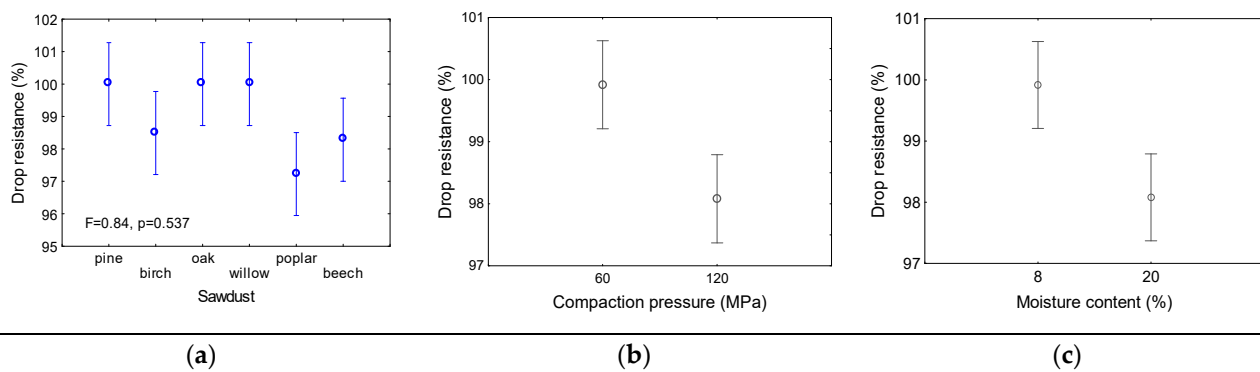 102
101
100
99
98
97
96
95
Drop resistance (%)
F=0.84, p=0.537
pine
birch
oak
willow
poplar
beech
Sawdust
101
100
99
98
97
Drop resistance (%)
60
120
Compaction pressure (MPa)
101
100
99
98
97
Drop resistance (%)
8
20
Moisture content (%)
(a)
(b)
(c)